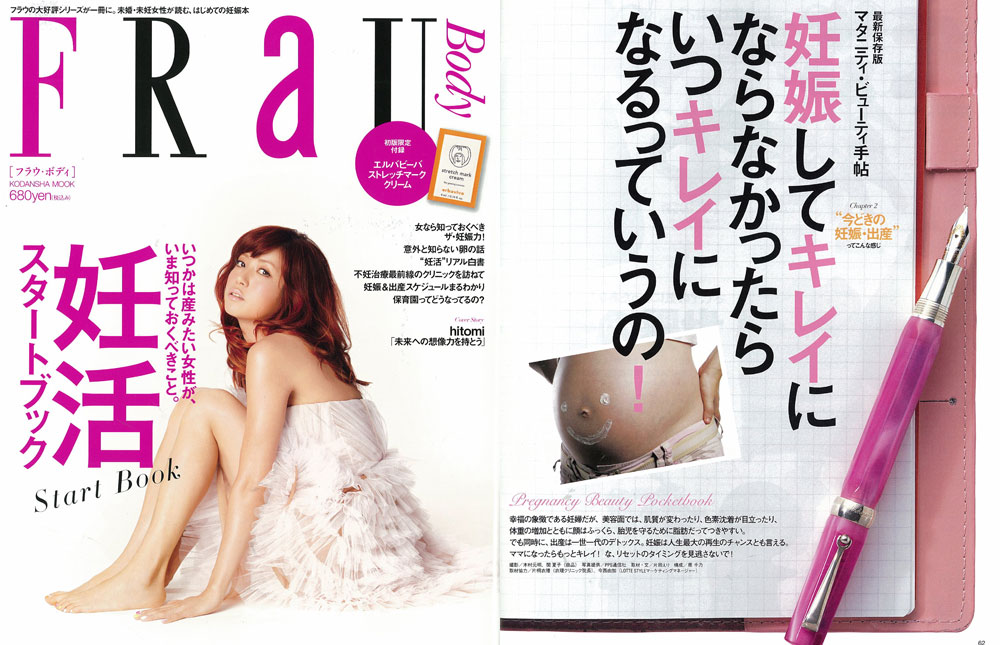 フラウの大好評シリーズが一冊に。未婚・未妊女性が読む、はじめての妊娠本
FRaU
Body
[フラウ・ボディ]
KODANSHA MOOK
680yen(税込み)
初版限定
付録
エルバビーバ
ストレッチマーク
クリーム
stretch mark
cream
erbaviva
女なら知っておくべき
ザ・妊娠力!
意外と知らない卵の話
“妊活”リアル白書
不妊治療最前線のクリニックを訪ねて
妊娠&出産スケジュールまるわかり
保育園ってどうなってるの?
Cover Story
hitomi
「未来への想像力を持とう」
いつかは産みたい女性が、
いま知っておくべきこと。
妊活
スタートブック
Start Book
最新保存版
マタニティ・ビューティ手帖
妊娠してキレイに
ならなかったら
いつキレイに
なるっていうの!
Chapter 2
“今どきの
妊娠・出産”
ってこんな感じ
Pregnancy Beauty Pocketbook
幸福の象徴である妊婦だが、美容面では、肌質が変わったり、色素沈着が目立ったり、
体重の増加とともに顔はふっくら、胎児を守るために脂肪だってつきやすい。
でも同時に、出産は一世一代のデトックス。妊娠は人生最大の再生のチャンスとも言える。
ママになったらもっとキレイ! な、リセットのタイミングを見逃さないで!
62